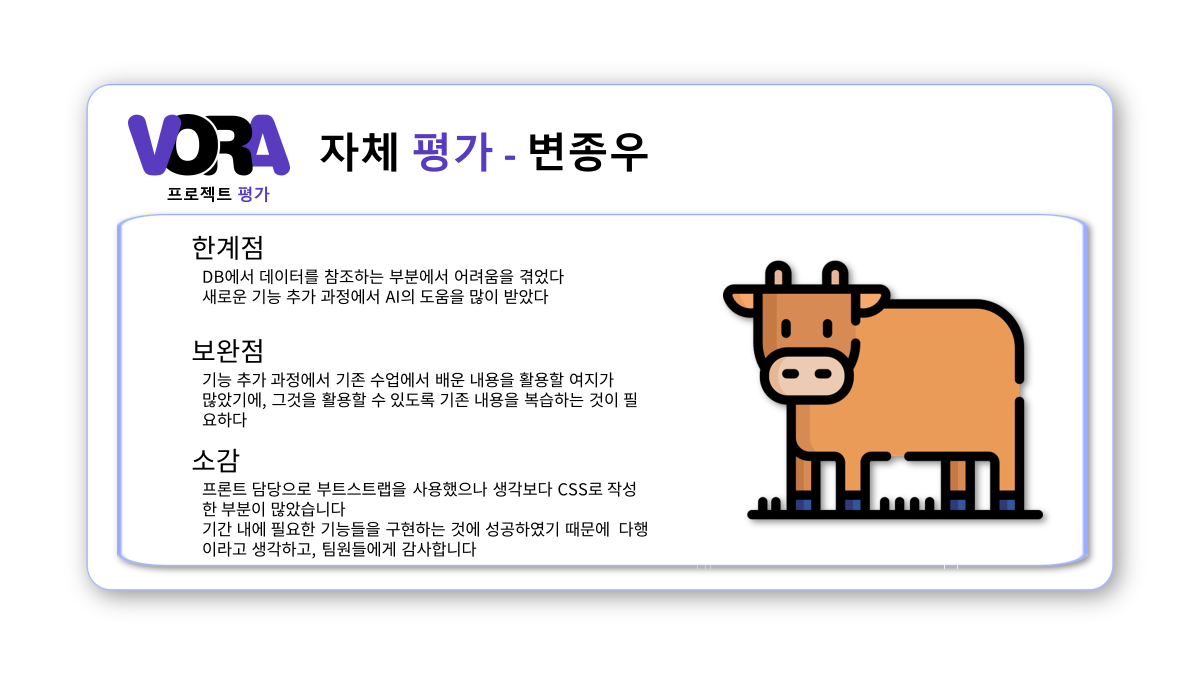 VORA
자체 평가 - 변종우
프로젝트 평가
한계점
DB에서 데이터를 참조하는 부분에서 어려움을 겪었다
새로운 기능 추가 과정에서 AI의 도움을 많이 받았다
보완점
기능 추가 과정에서 기존 수업에서 배운 내용을 활용할 여지가
많았기에, 그것을 활용할 수 있도록 기존 내용을 복습하는 것이 필
요하다
소감
프론트 담당으로 부트스트랩을 사용했으나 생각보다 CSS로 작성
한 부분이 많았습니다
기간 내에 필요한 기능들을 구현하는 것에 성공하였기 때문에 다행
이라고 생각하고, 팀원들에게 감사합니다